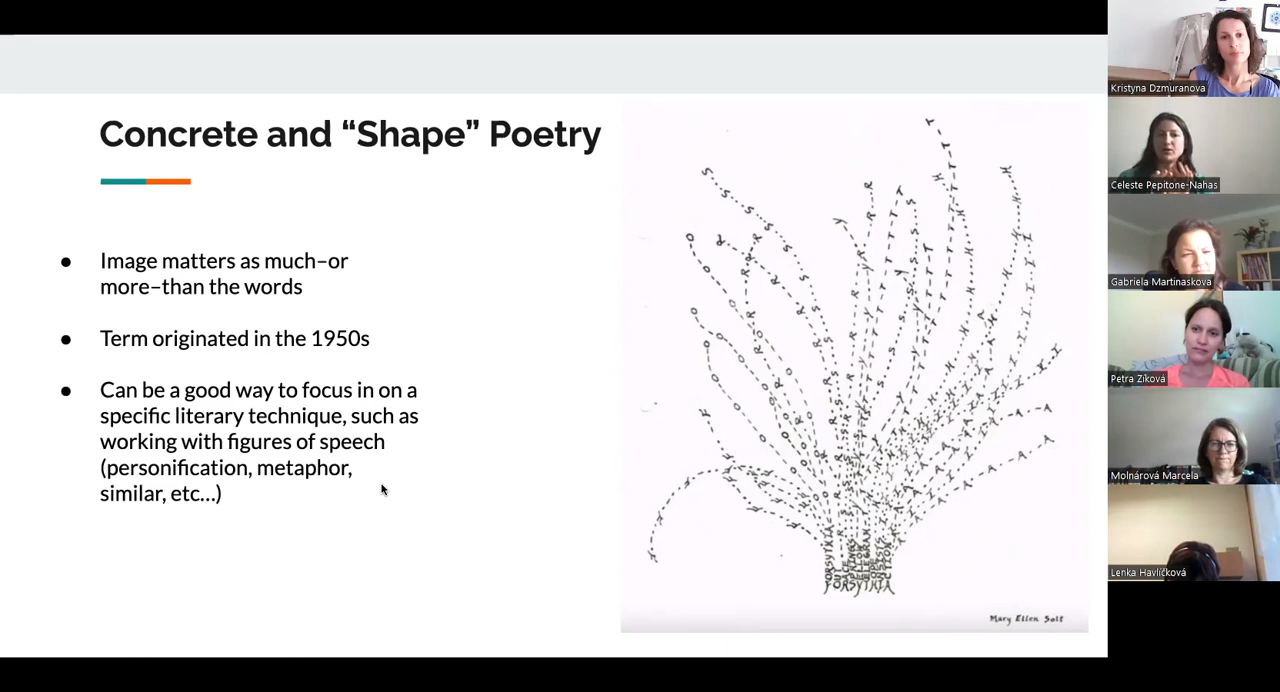 Concrete and “Shape” Poetry
● Image matters as much–or
more–than the words
● Term originated in the 1950s
● Can be a good way to focus in on a
specific literary technique, such as
working with figures of speech
(personification, metaphor,
similar, etc...)
FORSYTHIA
Mary Ellen Solt
Kristyna Dzmuranova
Celeste Pepitone-Nahas
Gabriela Martinaskova
Petra Zíková
Molnárová Marcela
Lenka Havlíčková